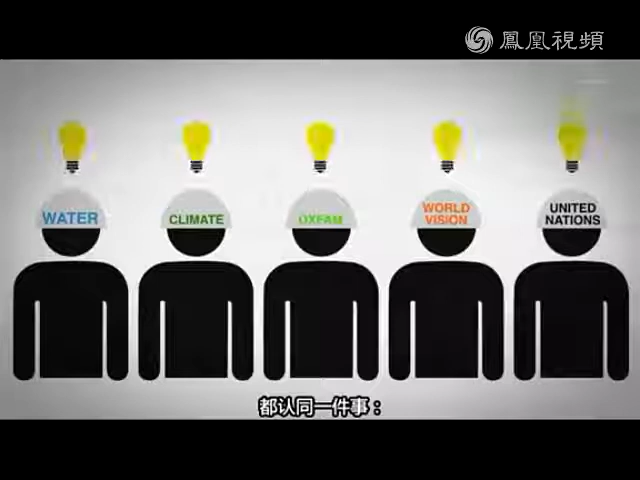 鳳凰視頻
WATER
CLIMATE
OXFAM
WORLD
VISION
UNITED
NATIONS
都认同一件事：